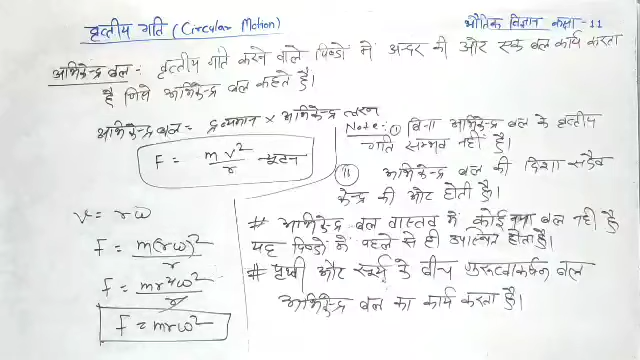 वृत्तीय गति (Circular Motion)
भौतिक विज्ञान कक्षा - 11
अभिकेन्द्र बल :- वृत्तीय गति करने वाले पिण्डों में अन्दर की ओर एक बल कार्य करता
है जिसे अभिकेन्द्र बल कहते हैं।
अभिकेन्द्र बल = द्रव्यमान × अभिकेन्द्र त्वरण
F = mv²/r न्यूटन
Note:- (i) बिना अभिकेन्द्र बल के वृत्तीय
गति सम्भव नहीं है।
(ii) अभिकेन्द्र बल की दिशा सदैव
केन्द्र की ओर होती है।
v = rω
F = m(rω)²/r
F = mr²ω²/r
F = mrω²
# अभिकेन्द्र बल वास्तव में कोई नया बल नही है
यह पिण्डों में पहले से ही उपस्थित होता है।
# पृथ्वी और सूर्य के बीच गुरुत्वाकर्षण बल
अभिकेन्द्र बल का कार्य करता है।